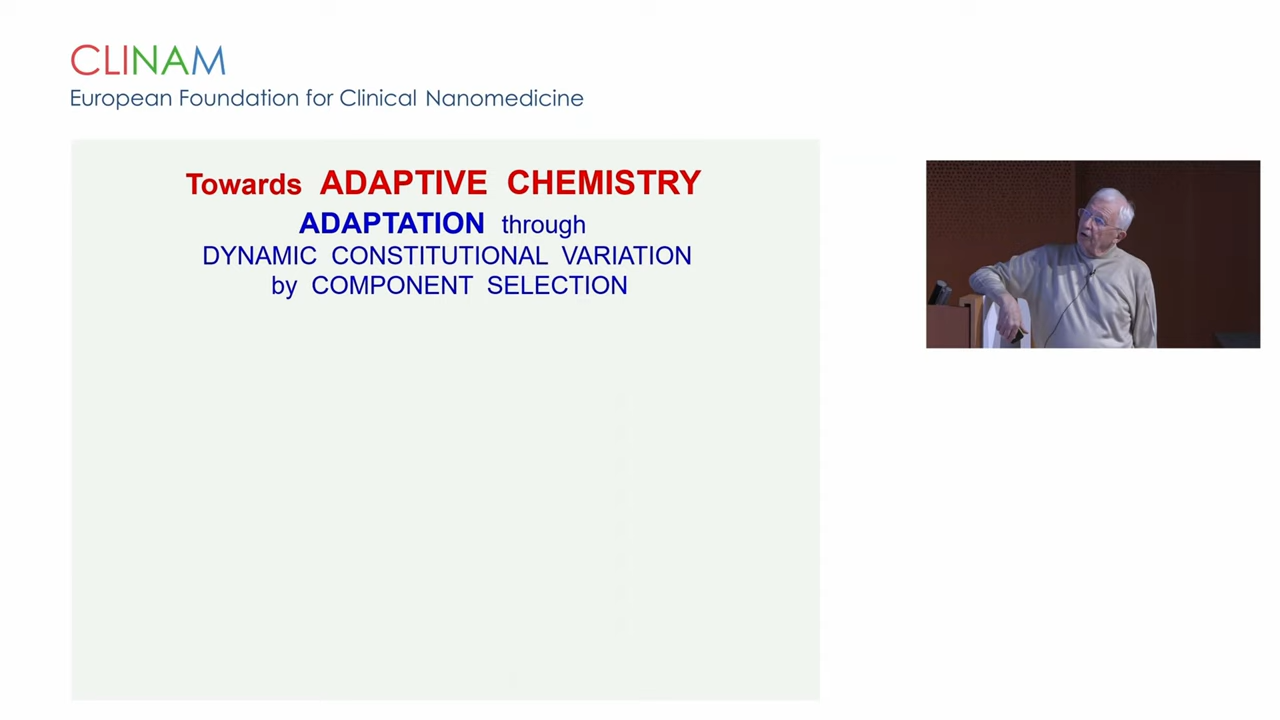 CLINAM
European Foundation for Clinical Nanomedicine
Towards ADAPTIVE CHEMISTRY
ADAPTATION through
DYNAMIC CONSTITUTIONAL VARIATION
by COMPONENT SELECTION